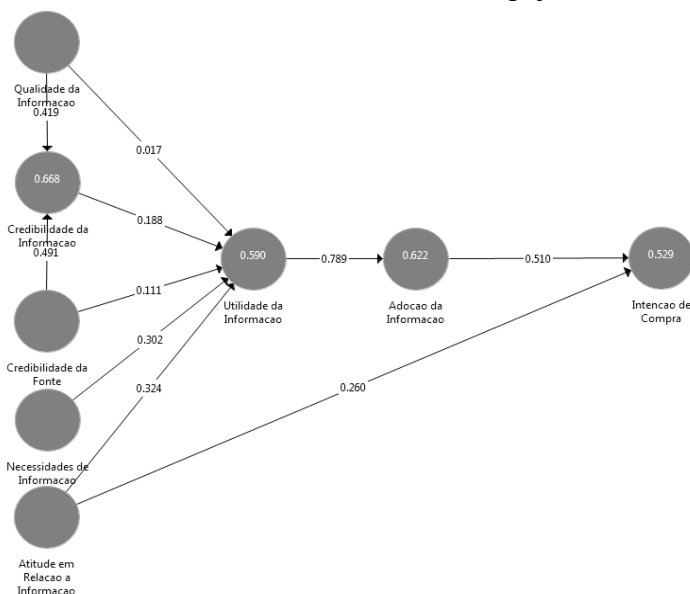 Qualidade da
Informacao
0.419
0.017
0.668
Credibilidade da
Informacao
0.188
0.491
0.590
0.789
0.622
0.510
0.529
Utilidade da
Informacao
Adocao da
Informacao
Intencao de
Compra
0.111
0.302
Credibilidade da
Fonte
0.324
0.260
Necessidades de
Informacao
Atitude em
Relacao a
Informacao